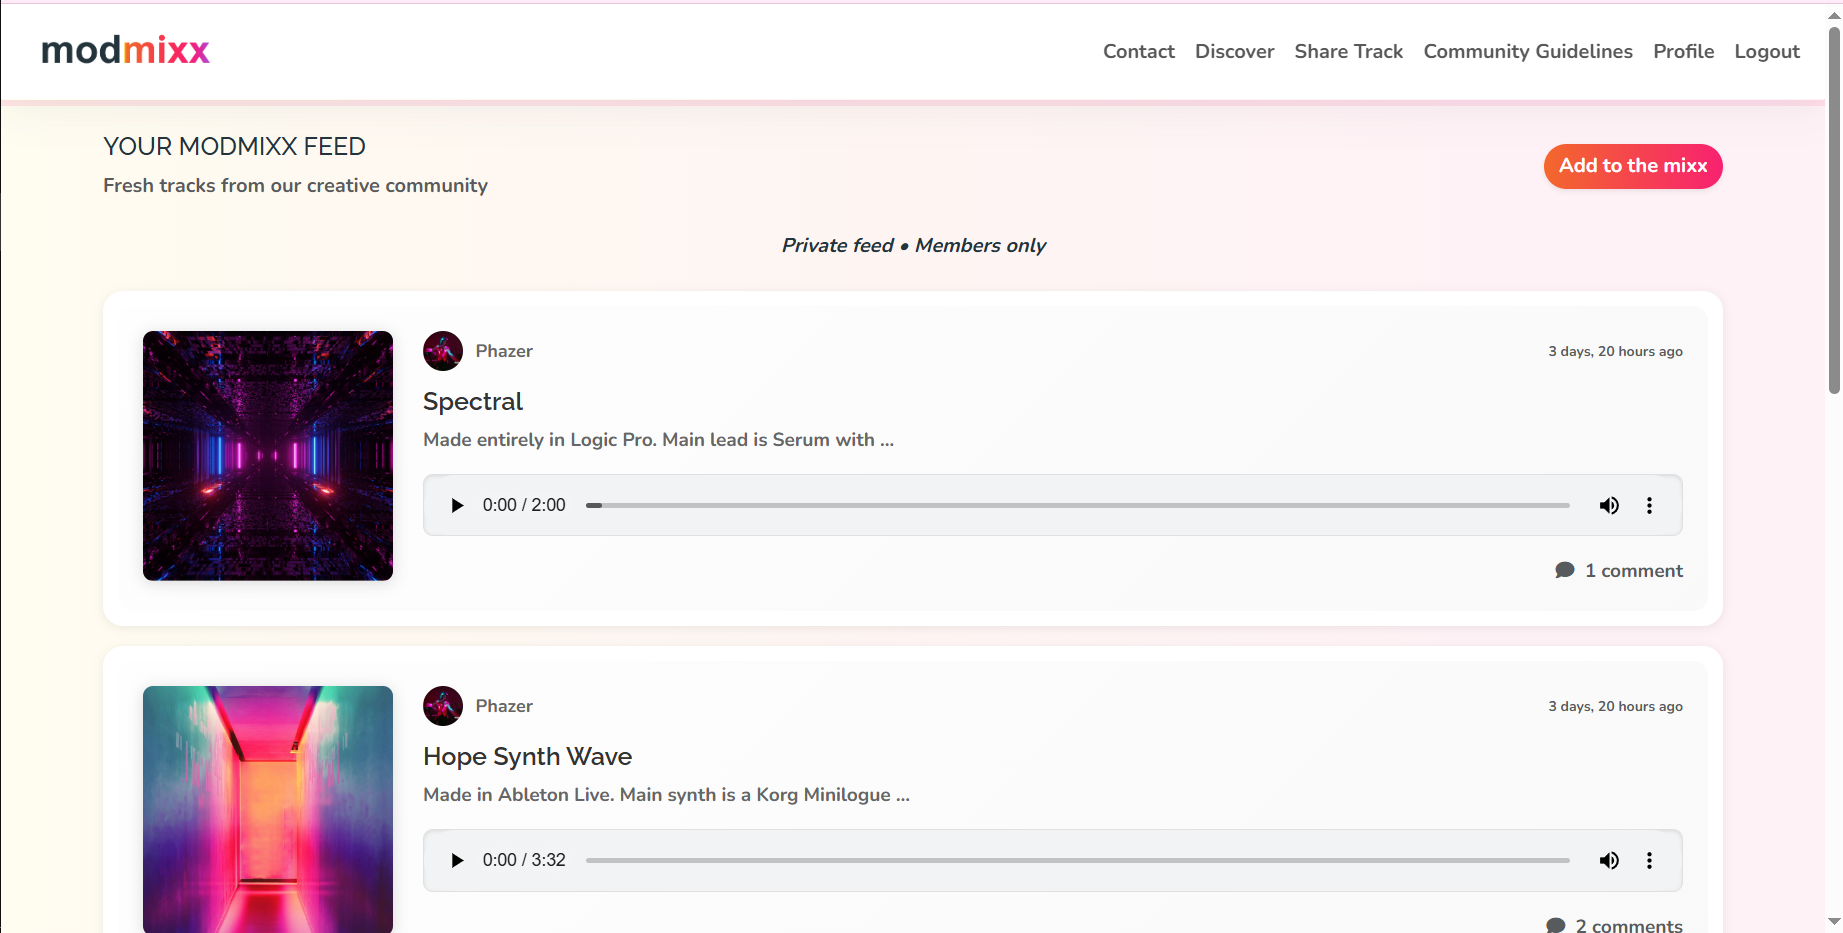 modmixx
Contact Discover Share Track Community Guidelines Profile Logout
YOUR MODMIXX FEED
Fresh tracks from our creative community
Add to the mixx
Private feed • Members only
Phazer
3 days, 20 hours ago
Spectral
Made entirely in Logic Pro. Main lead is Serum with ...
0:00 / 2:00
1 comment
Phazer
3 days, 20 hours ago
Hope Synth Wave
Made in Ableton Live. Main synth is a Korg Minilogue ...
0:00 / 3:32
2 comments